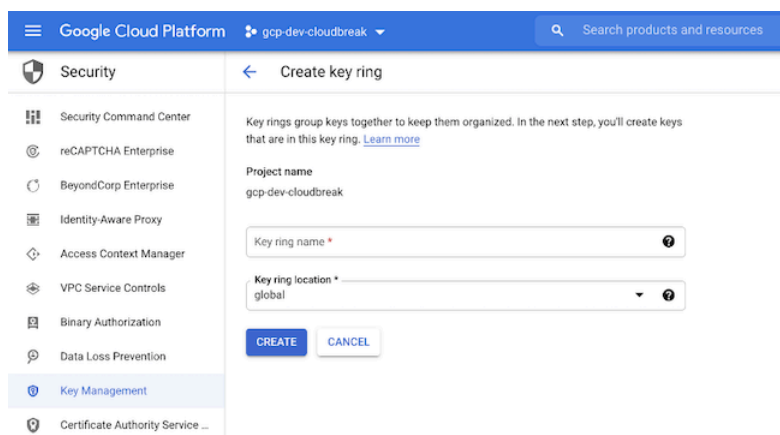 Google Cloud Platform
gcp-dev-cloudbreak
Search products and resources
Security
Create key ring
Security Command Center
reCAPTCHA Enterprise
BeyondCorp Enterprise
Identity-Aware Proxy
Access Context Manager
VPC Service Controls
Binary Authorization
Data Loss Prevention
Key Management
Certificate Authority Service ...
Key rings group keys together to keep them organized. In the next step, you'll create keys
that are in this key ring. Learn more
Project name
gcp-dev-cloudbreak
Key ring name *
Key ring location *
global
CREATE
CANCEL